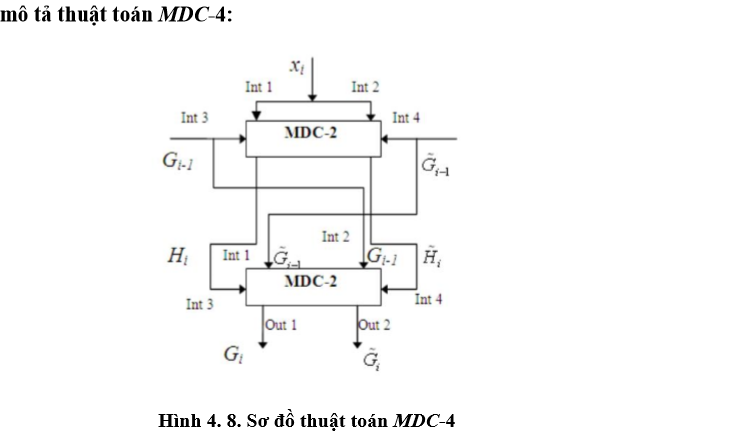 mô tả thuật toán MDC-4:
x_i
Int 1 Int 2
Int 3 Int 4
MDC-2
G_{i-1} G̃_{i-1}
Int 2
H_i Int 1 G̃_{i-1} G_{i-1} H̃_i
MDC-2
Int 3 Int 4
Out 1 Out 2
G_i G̃_i
Hình 4. 8. Sơ đồ thuật toán MDC-4